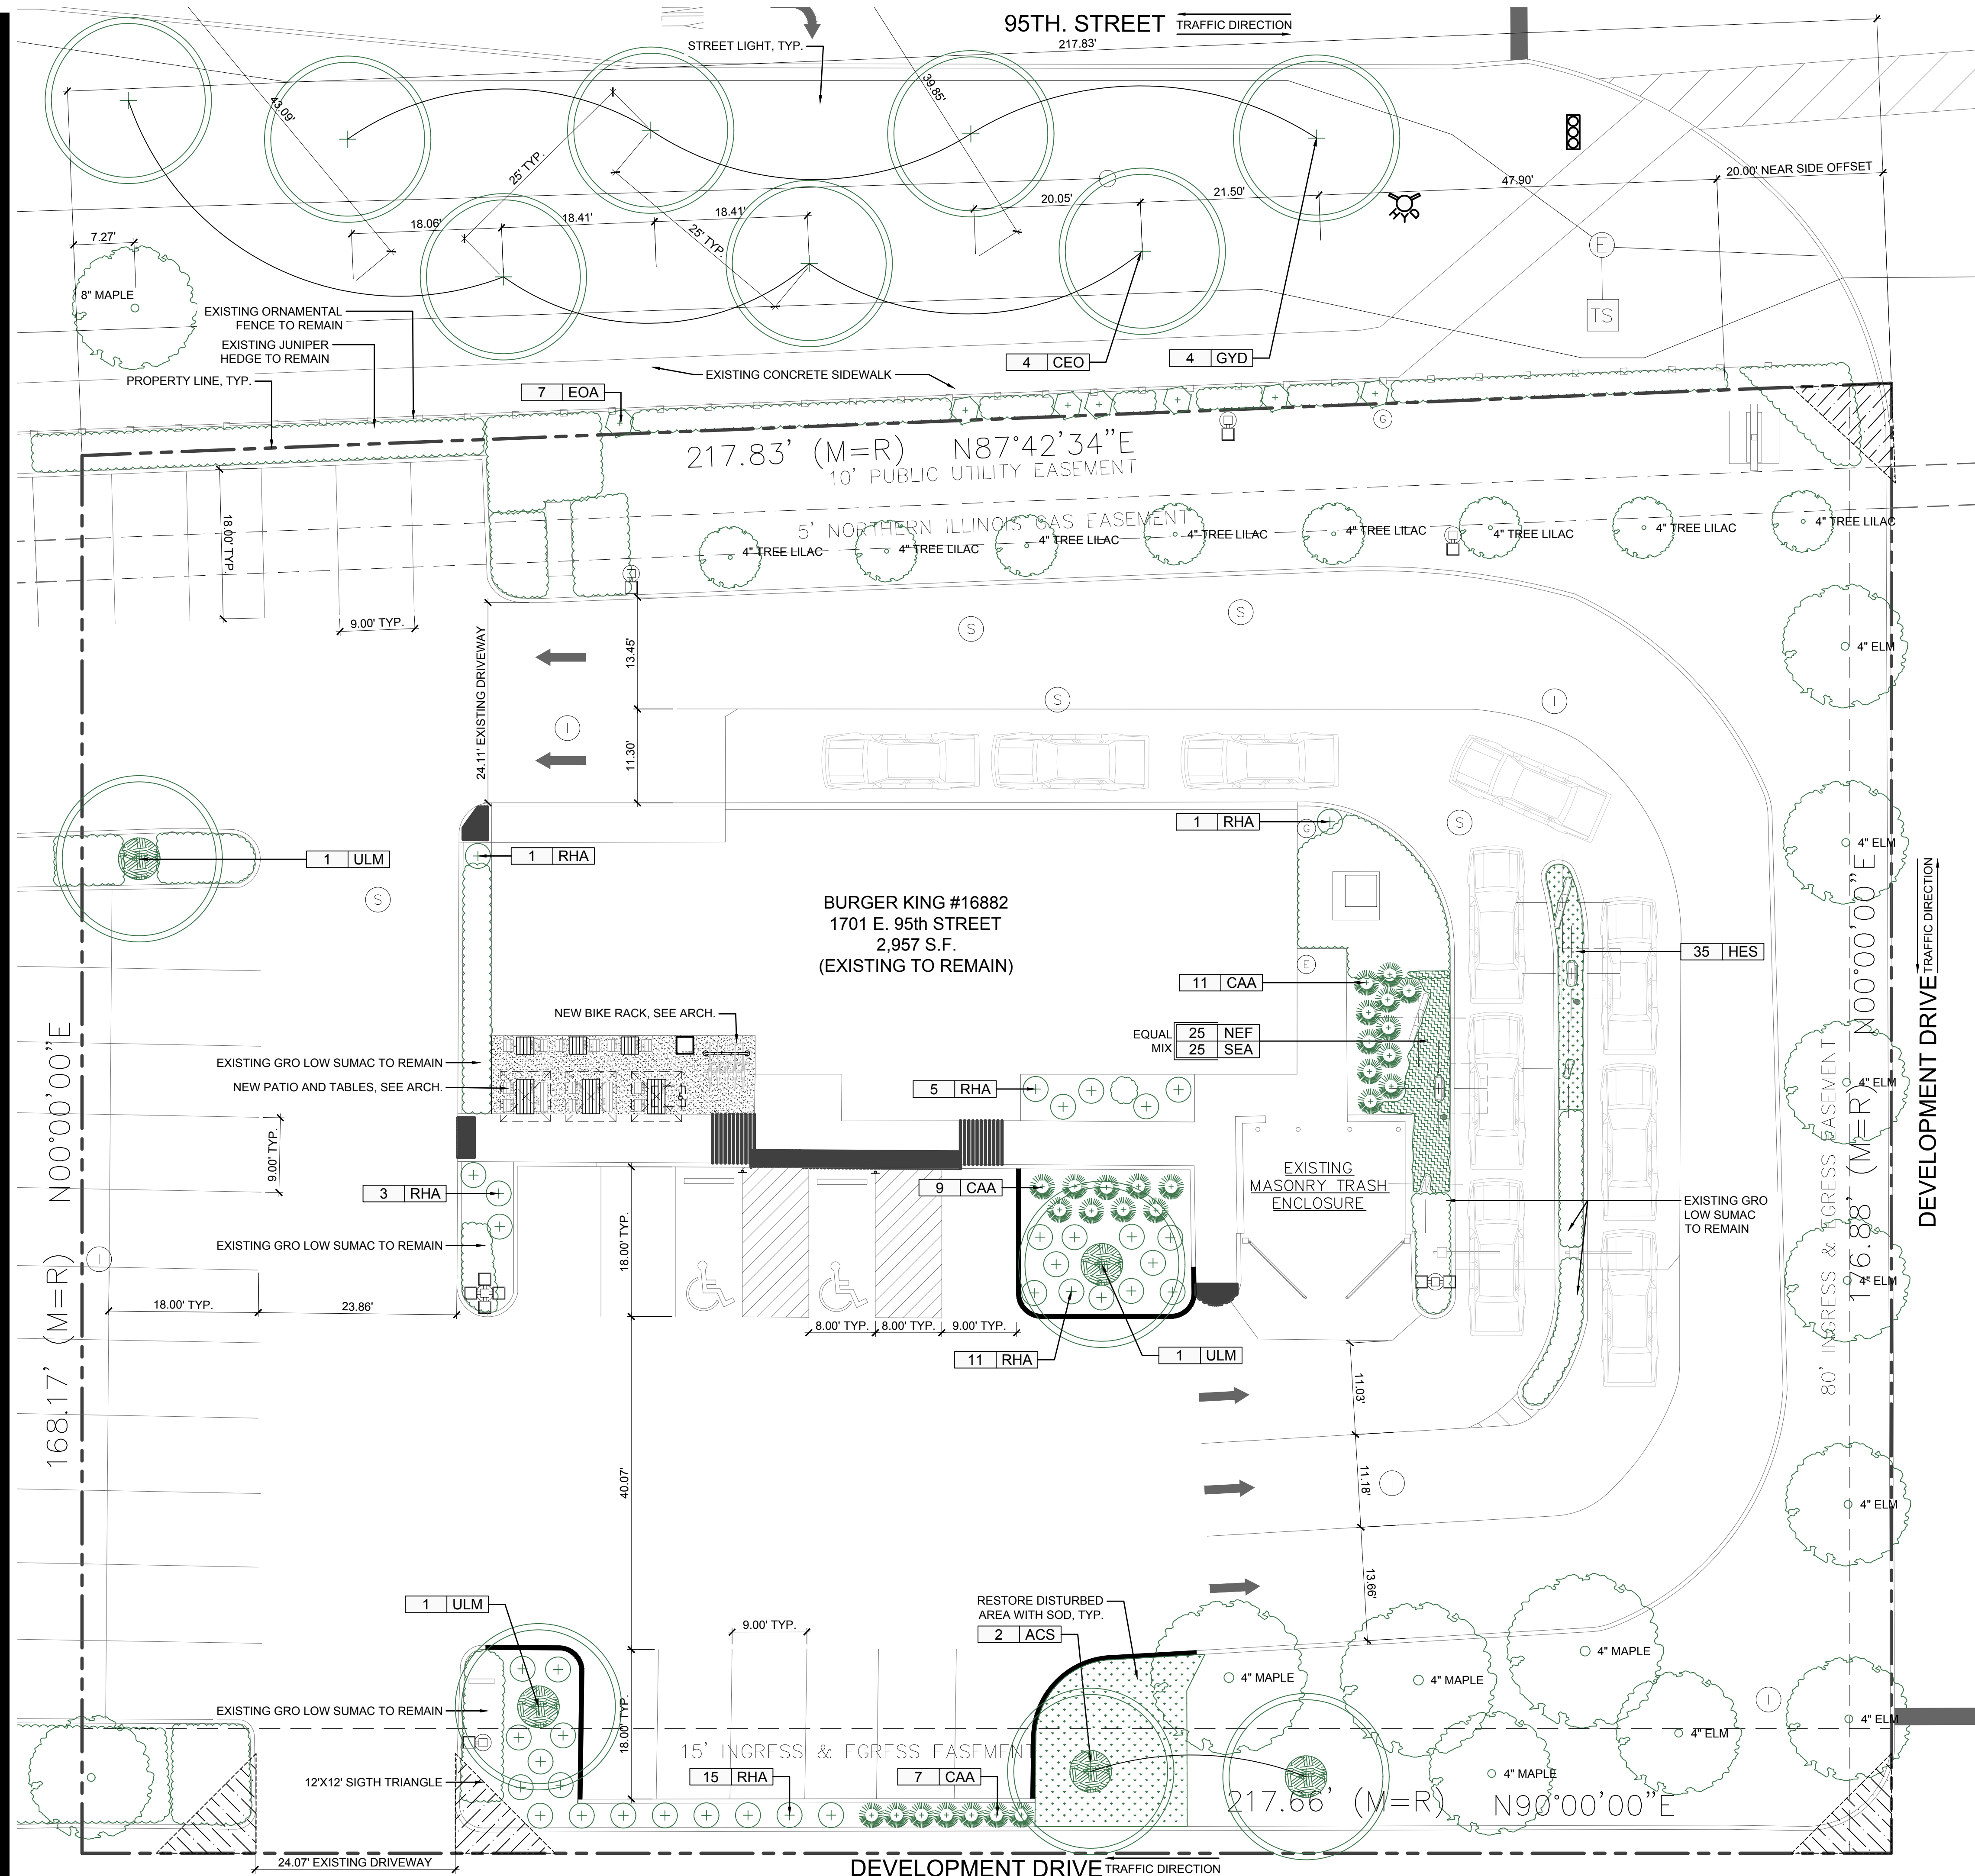 95TH. STREET
TRAFFIC DIRECTION
217.83'
STREET LIGHT, TYP.
43.09'
39.85'
25' TYP.
20.00' NEAR SIDE OFFSET
47.90'
21.50'
20.05'
18.06'
18.41'
18.41'
25' TYP.
HYD
7.27'
E
TS
8" MAPLE
EXISTING ORNAMENTAL
FENCE TO REMAIN
EXISTING JUNIPER
HEDGE TO REMAIN
PROPERTY LINE, TYP.
4 CEO
4 GYD
EXISTING CONCRETE SIDEWALK
7 EOA
G
217.83' (M=R) N87°42'34"E
10' PUBLIC UTILITY EASEMENT
5' NORTHERN ILLINOIS GAS EASEMENT
4" TREE LILAC
4" TREE LILAC
4" TREE LILAC
4" TREE LILAC
4" TREE LILAC
4" TREE LILAC
4" TREE LILAC
4" TREE LILAC
18.00' TYP.
9.00' TYP.
24.11' EXISTING DRIVEWAY
13.45'
11.30'
S
S
S
I
I
4" ELM
4" ELM
1 RHA
G
S
1 ULM
1 RHA
S
BURGER KING #16882
1701 E. 95th STREET
2,957 S.F.
(EXISTING TO REMAIN)
35 HES
E
11 CAA
EQUAL
MIX
25 NEF
25 SEA
NEW BIKE RACK, SEE ARCH.
EXISTING GRO LOW SUMAC TO REMAIN
NEW PATIO AND TABLES, SEE ARCH.
5 RHA
168.17' (M=R) N00°00'00"E
9.00' TYP.
3 RHA
EXISTING GRO LOW SUMAC TO REMAIN
I
18.00' TYP.
23.86'
18.00' TYP.
8.00' TYP.
8.00' TYP.
9.00' TYP.
9 CAA
11 RHA
1 ULM
EXISTING
MASONRY TRASH
ENCLOSURE
EXISTING GRO
LOW SUMAC
TO REMAIN
4" ELM
4" ELM
4" ELM
4" ELM
80' INGRESS & EGRESS EASEMENT
176.88' (M=R) N00°00'00"E
DEVELOPMENT DRIVE
TRAFFIC DIRECTION
11.03'
11.18'
13.66'
I
40.07'
1 ULM
9.00' TYP.
RESTORE DISTURBED
AREA WITH SOD, TYP.
2 ACS
4" MAPLE
4" MAPLE
4" MAPLE
4" ELM
4" MAPLE
I
EXISTING GRO LOW SUMAC TO REMAIN
18.00' TYP.
15' INGRESS & EGRESS EASEMENT
12'X12' SIGTH TRIANGLE
15 RHA
7 CAA
217.66' (M=R) N90°00'00"E
24.07' EXISTING DRIVEWAY
DEVELOPMENT DRIVE
TRAFFIC DIRECTION